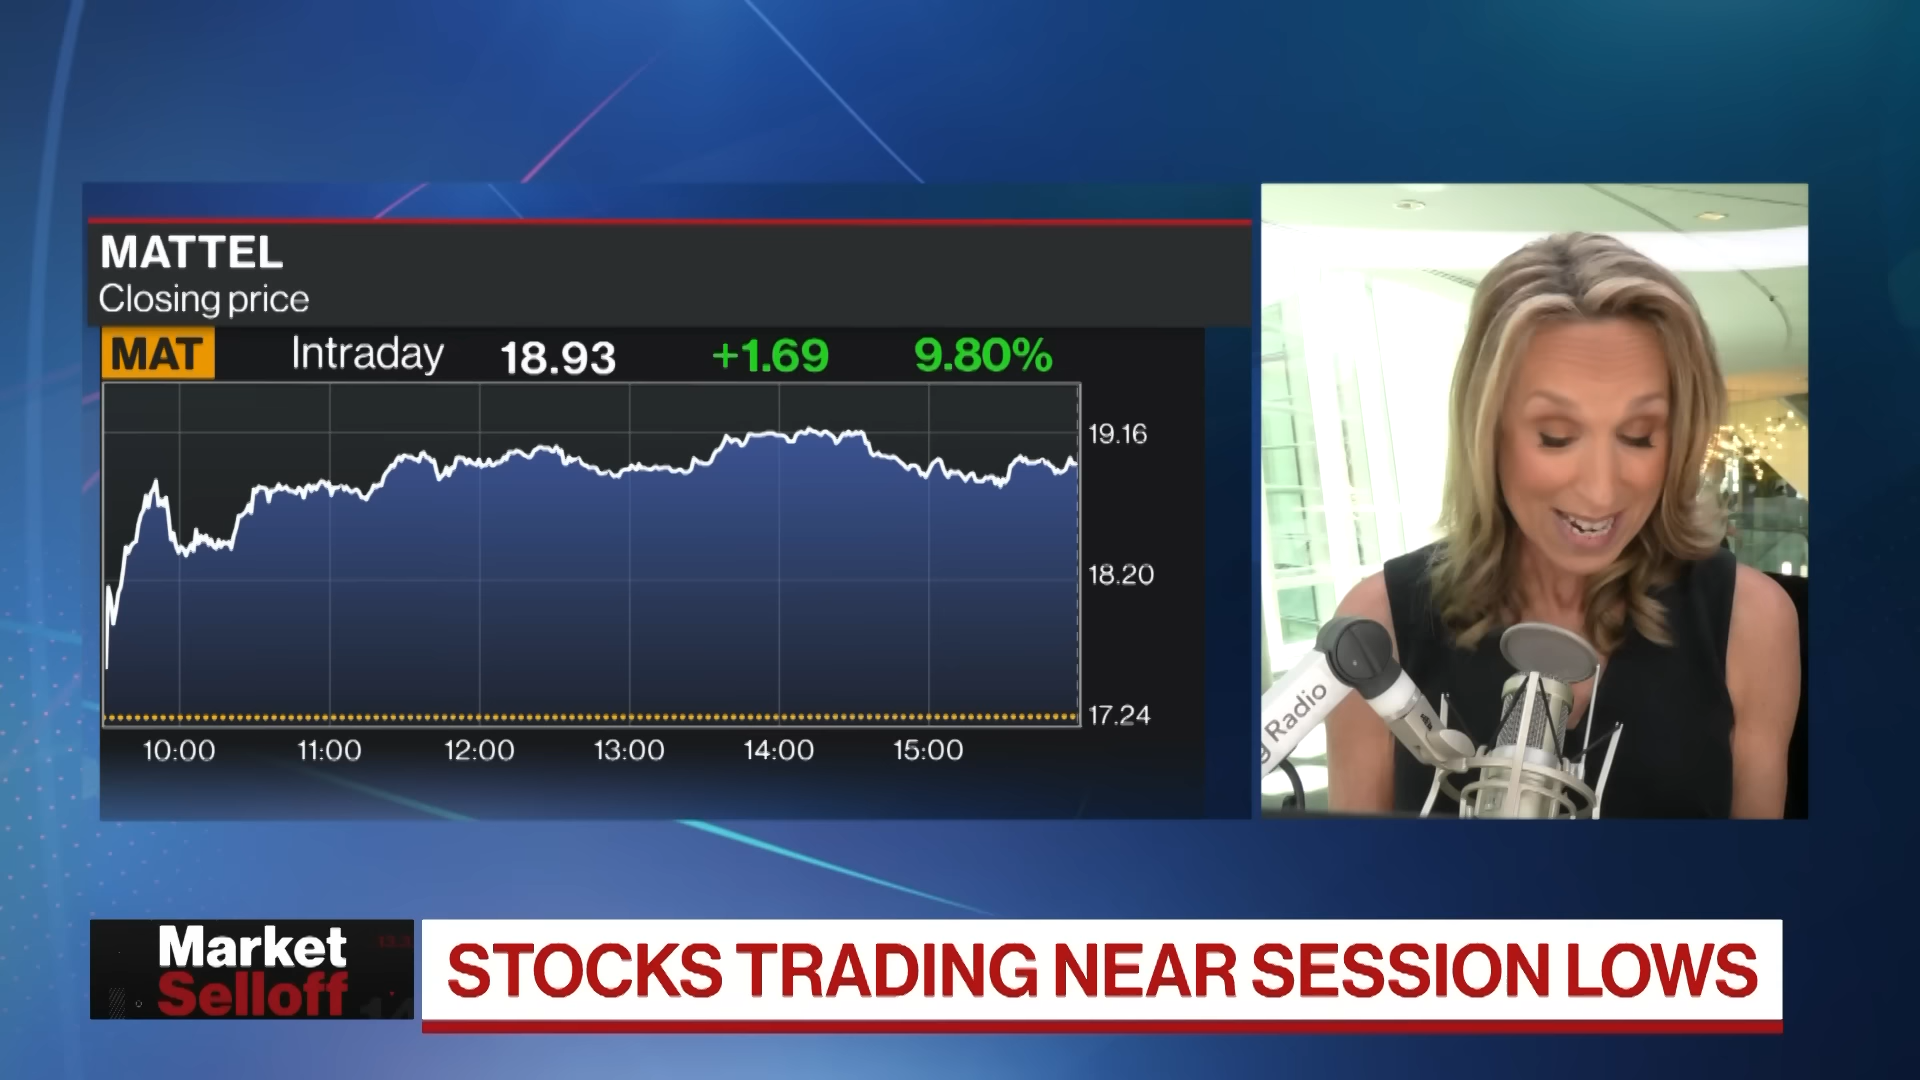 MATTEL
Closing price
MAT Intraday 18.93 +1.69 9.80%
19.16
18.20
17.24
10:00 11:00 12:00 13:00 14:00 15:00
g Radio
Market
Selloff
STOCKS TRADING NEAR SESSION LOWS